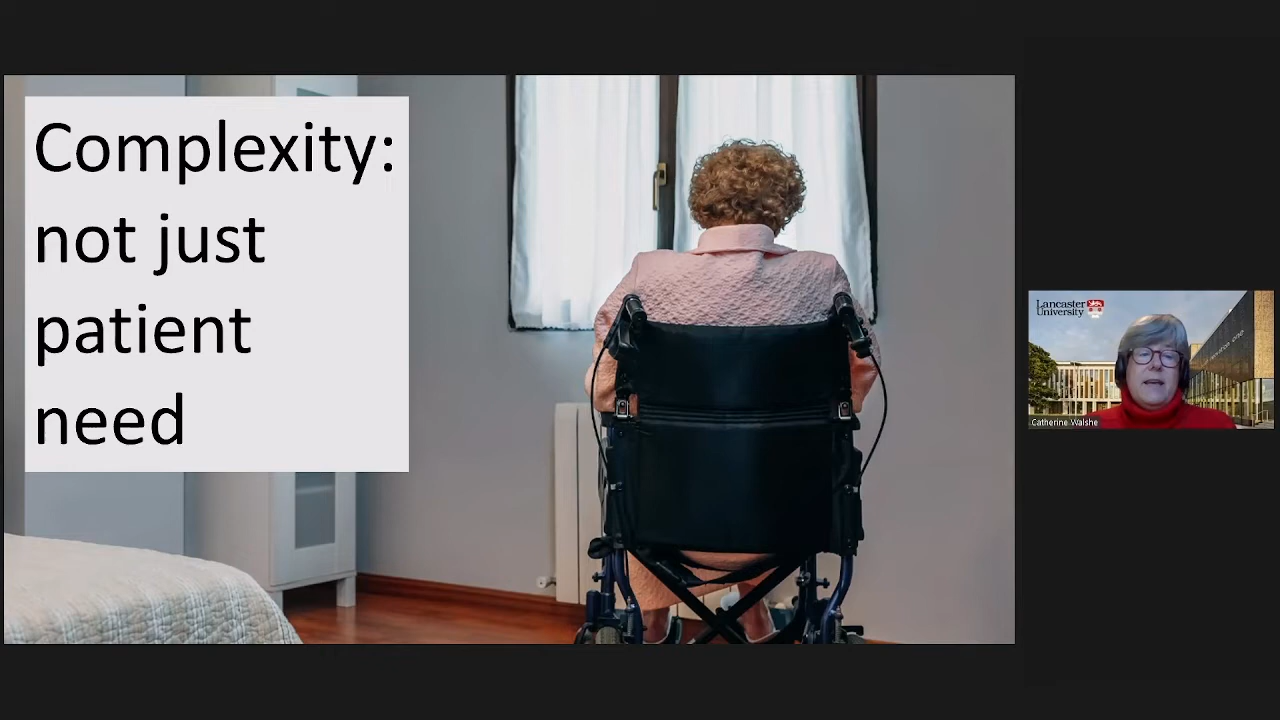 Complexity:
not just
patient
need
Lancaster
University
Catherine Walshe